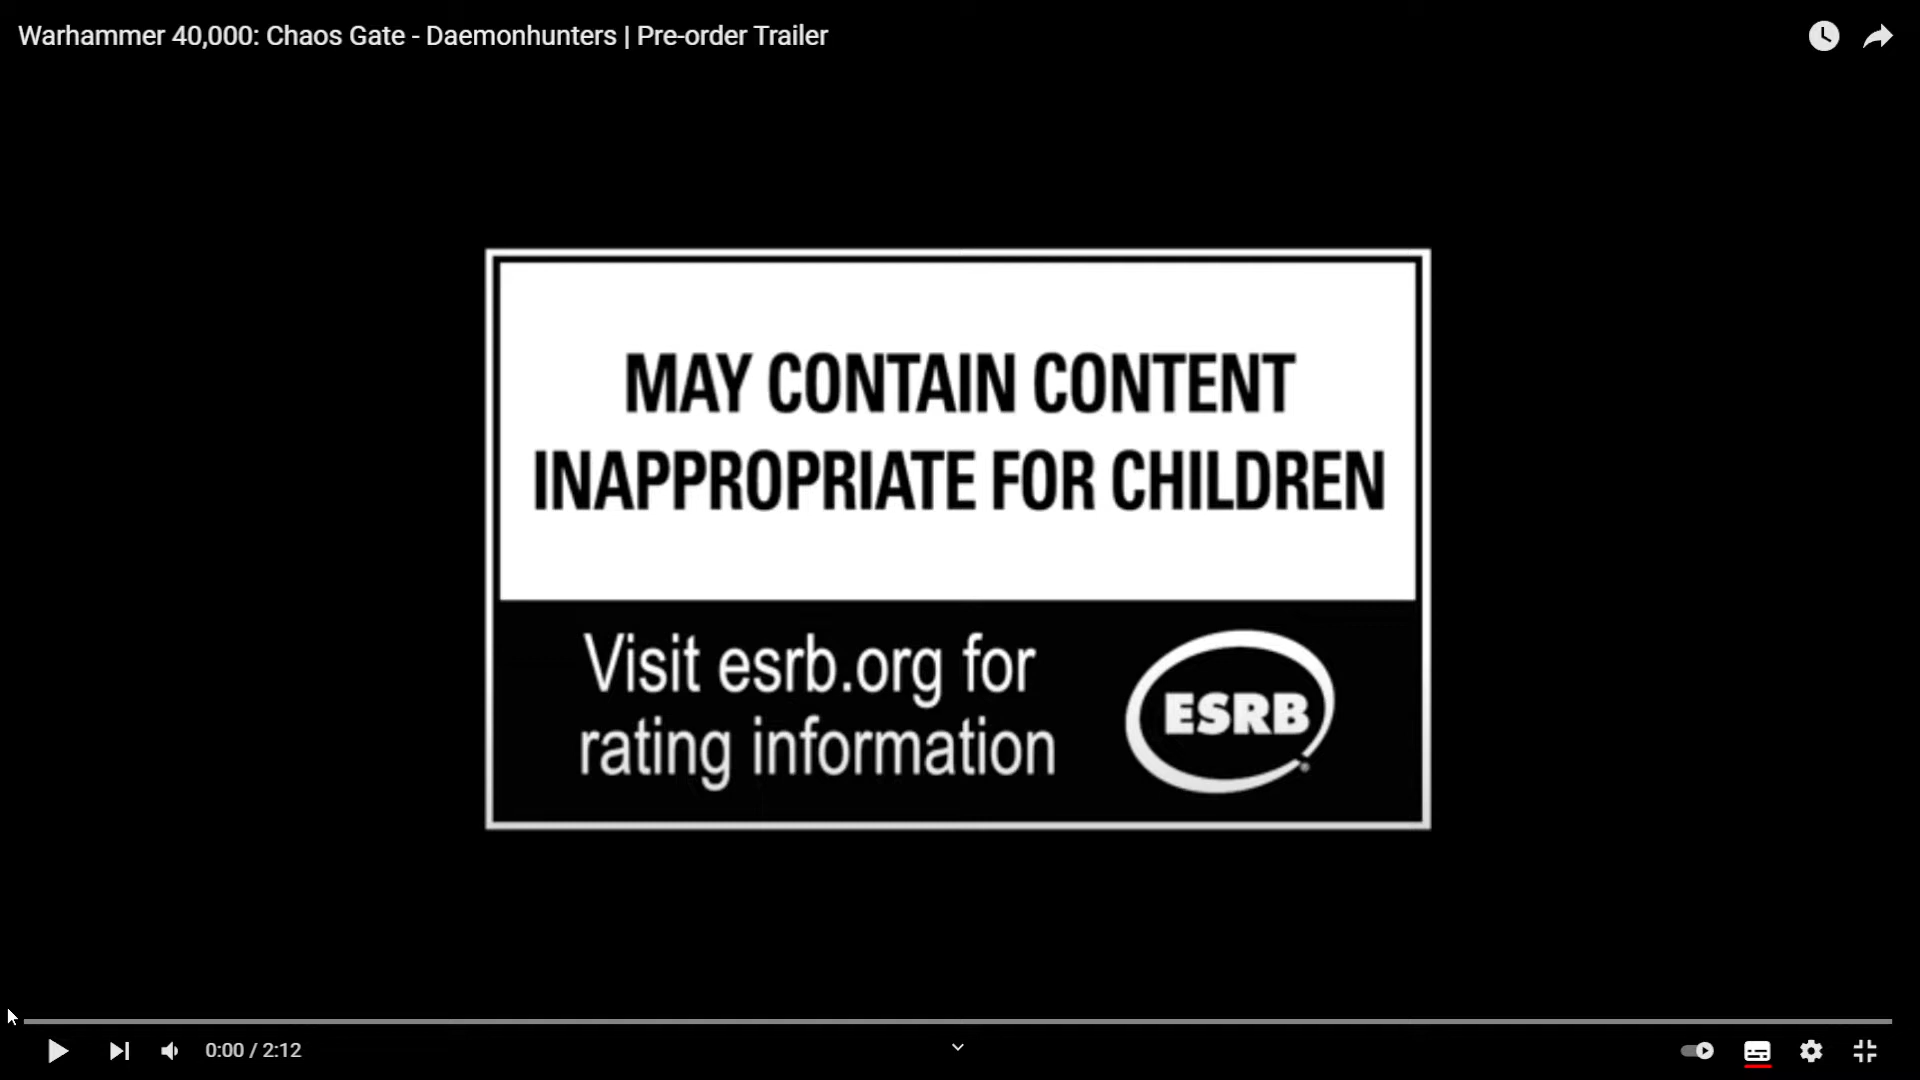 Warhammer 40,000: Chaos Gate - Daemonhunters | Pre-order Trailer
MAY CONTAIN CONTENT
INAPPROPRIATE FOR CHILDREN
Visit esrb.org for
rating information
ESRB
0:00 / 2:12